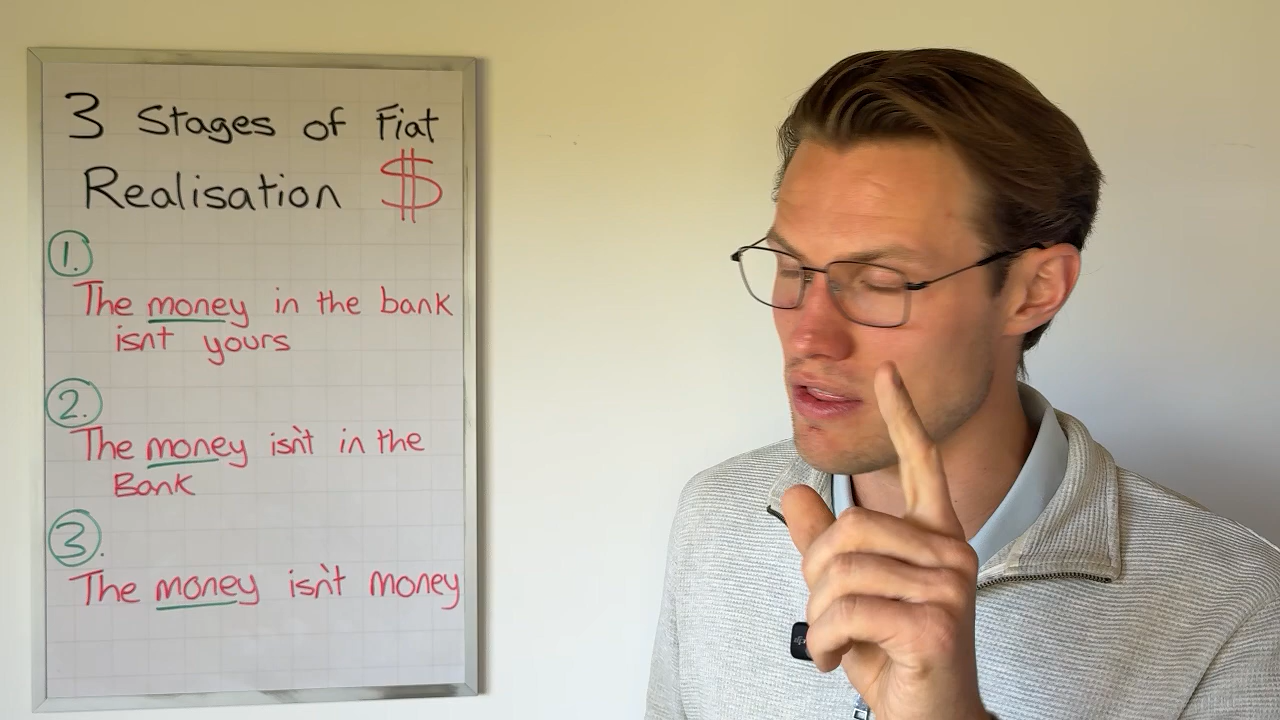 3 Stages of Fiat
Realisation $
1.
The money in the bank
isn't yours
2.
The money isn't in the
Bank
3.
The money isn't money